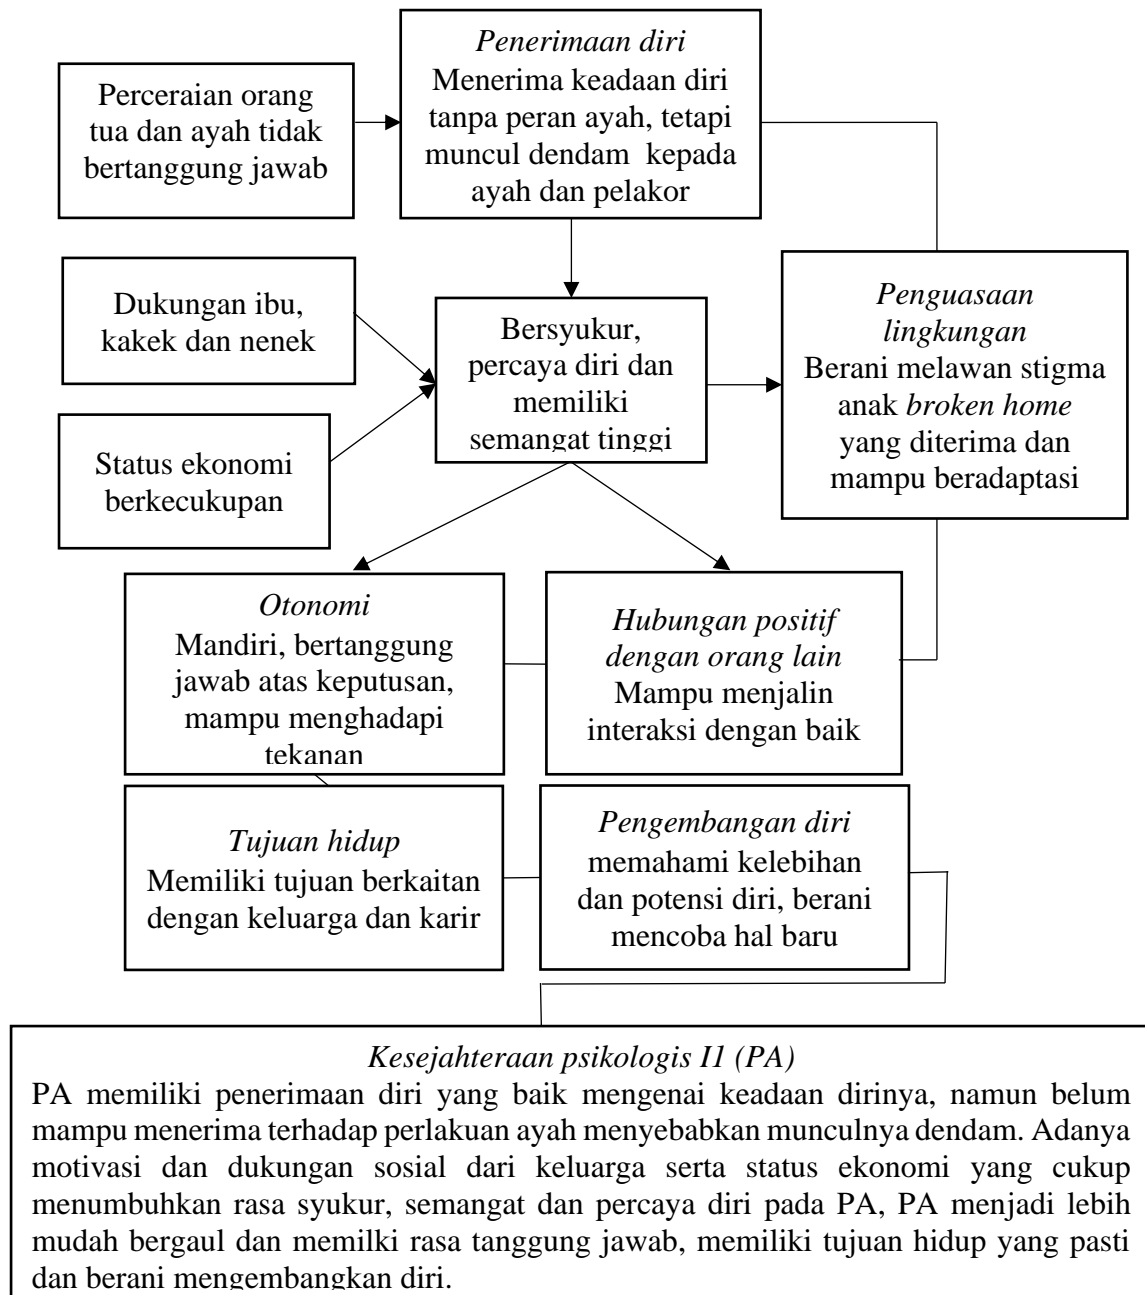 Penerimaan diri
Menerima keadaan diri
tanpa peran ayah, tetapi
muncul dendam kepada
ayah dan pelakor
Perceraian orang
tua dan ayah tidak
bertanggung jawab
Dukungan ibu,
kakek dan nenek
Bersyukur,
percaya diri dan
memiliki
semangat tinggi
Penguasaan
lingkungan
Berani melawan stigma
anak broken home
yang diterima dan
mampu beradaptasi
Status ekonomi
berkecukupan
Otonomi
Mandiri, bertanggung
jawab atas keputusan,
mampu menghadapi
tekanan
Hubungan positif
dengan orang lain
Mampu menjalin
interaksi dengan baik
Tujuan hidup
Memiliki tujuan berkaitan
dengan keluarga dan karir
Pengembangan diri
memahami kelebihan
dan potensi diri, berani
mencoba hal baru
Kesejahteraan psikologis I1 (PA)
PA memiliki penerimaan diri yang baik mengenai keadaan dirinya, namun belum
mampu menerima terhadap perlakuan ayah menyebabkan munculnya dendam. Adanya
motivasi dan dukungan sosial dari keluarga serta status ekonomi yang cukup
menumbuhkan rasa syukur, semangat dan percaya diri pada PA, PA menjadi lebih
mudah bergaul dan memilki rasa tanggung jawab, memiliki tujuan hidup yang pasti
dan berani mengembangkan diri.